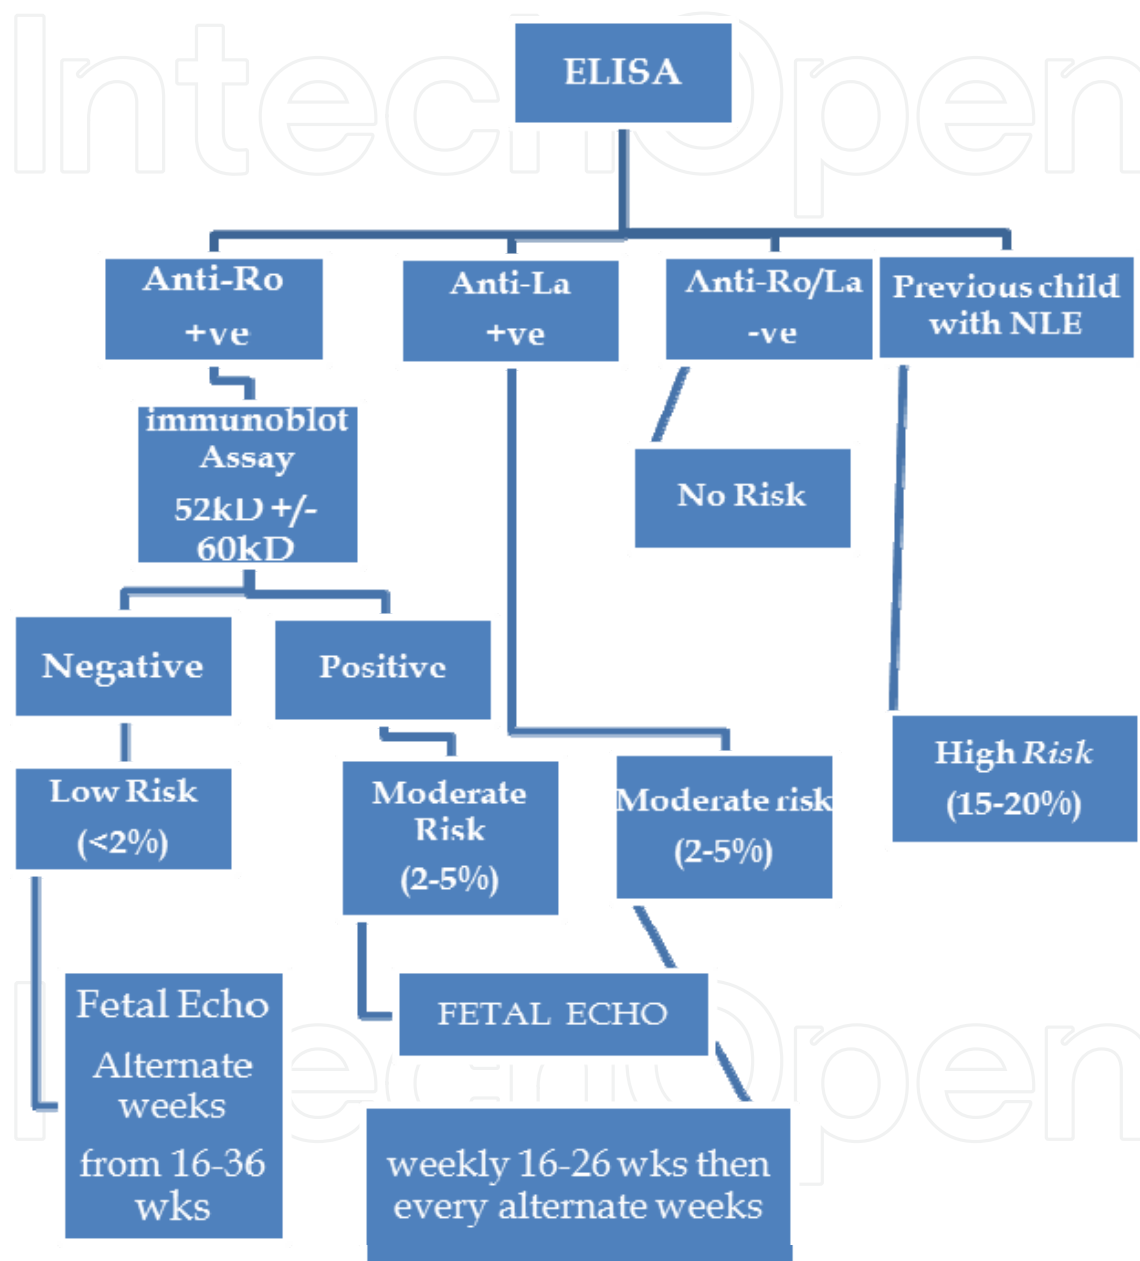 IntechOpen
ELISA
Anti-Ro
+ve
Anti-La
+ve
Anti-Ro/La
-ve
Previous child
with NLE
immunoblot
Assay
52kD +/-
60kD
No Risk
Negative
Positive
Low Risk
(<2%)
Moderate
Risk
(2-5%)
Moderate risk
(2-5%)
High Risk
(15-20%)
Fetal Echo
Alternate
weeks
from 16-36
wks
FETAL ECHO
weekly 16-26 wks then
every alternate weeks
IntechOpen